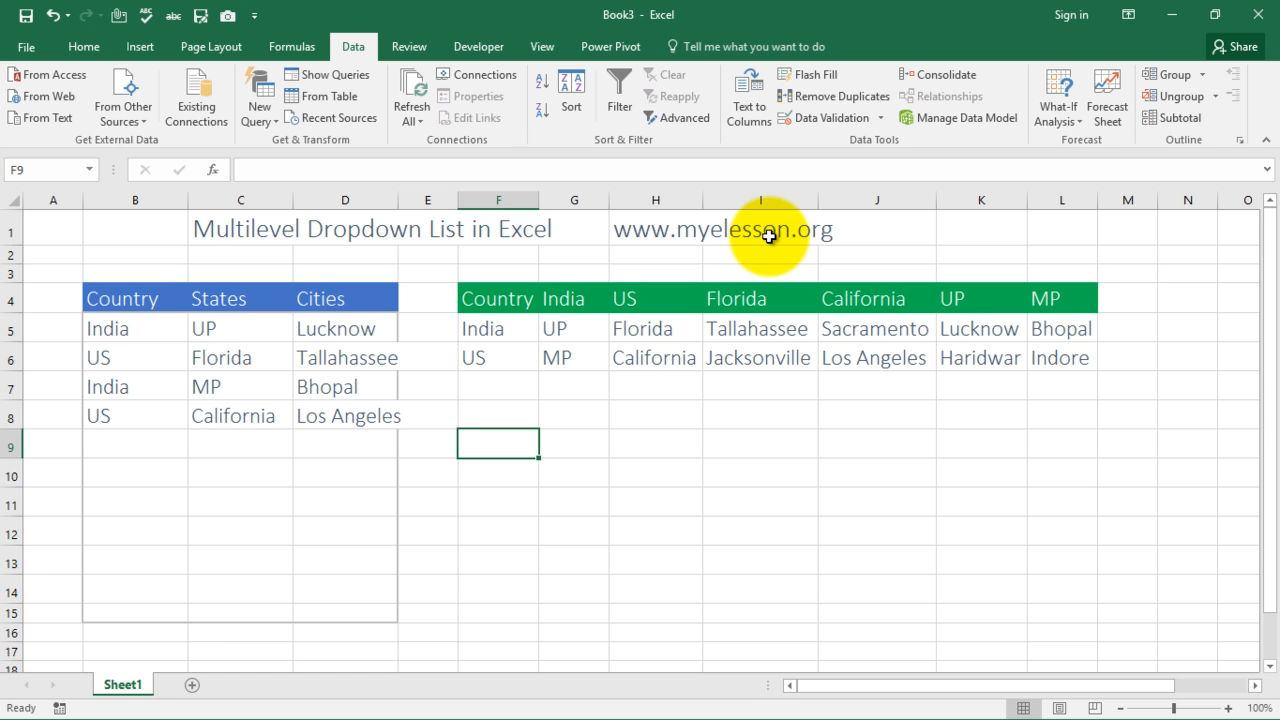 Book3 - Excel
Sign in
File Home Insert Page Layout Formulas Data Review Developer View Power Pivot Tell me what you want to do Share
From Access
From Web
From Text
From Other Sources
Existing Connections
Get External Data
New Query
Show Queries
From Table
Recent Sources
Get & Transform
Refresh All
Connections
Properties
Edit Links
Connections
Sort
Filter
Clear
Reapply
Advanced
Sort & Filter
Text to Columns
Flash Fill
Remove Duplicates
Data Validation
Consolidate
Relationships
Manage Data Model
Data Tools
What-If Analysis
Forecast Sheet
Forecast
Group
Ungroup
Subtotal
Outline
F9
fx
A B C D E F G H I J K L M N O
1 Multilevel Dropdown List in Excel www.myelesson.org
2
3
4 Country States Cities Country India US Florida California UP MP
5 India UP Lucknow India UP Florida Tallahassee Sacramento Lucknow Bhopal
6 US Florida Tallahassee US MP California Jacksonville Los Angeles Haridwar Indore
7 India MP Bhopal
8 US California Los Angeles
9
10
11
12
13
14
15
16
17
18
Sheet1
Ready
100%